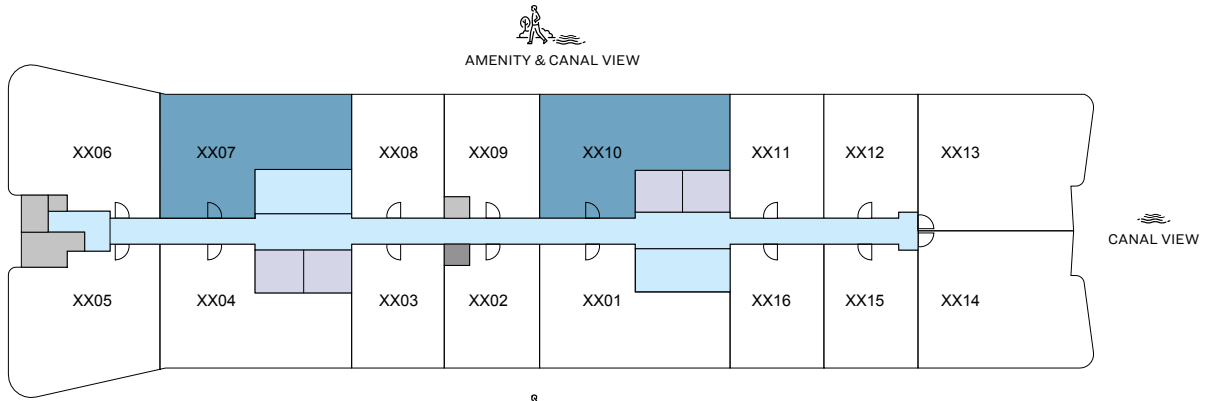 AMENITY & CANAL VIEW
XX06 XX07 XX08 XX09 XX10 XX11 XX12 XX13
CANAL VIEW
XX05 XX04 XX03 XX02 XX01 XX16 XX15 XX14